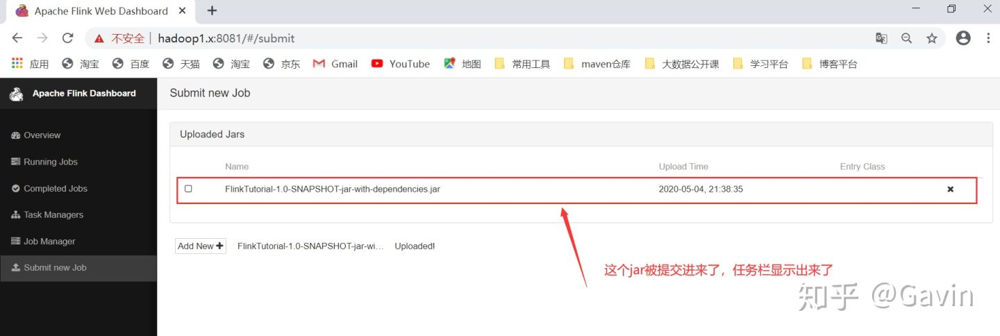 Apache Flink Web Dashboard
不安全 | hadoop1.x:8081/#/submit
应用 淘宝 百度 天猫 淘宝 京东 Gmail YouTube 地图 常用工具 maven仓库 大数据公开课 学习平台 博客平台
Apache Flink Dashboard
Overview
Running Jobs
Completed Jobs
Task Managers
Job Manager
Submit new Job
Submit new Job
Uploaded Jars
Name Upload Time Entry Class
FlinkTutorial-1.0-SNAPSHOT-jar-with-dependencies.jar 2020-05-04, 21:38:35
Add New FlinkTutorial-1.0-SNAPSHOT-jar-wi... Uploaded!
这个jar被提交进来了，任务栏显示出来了
知乎 @Gavin